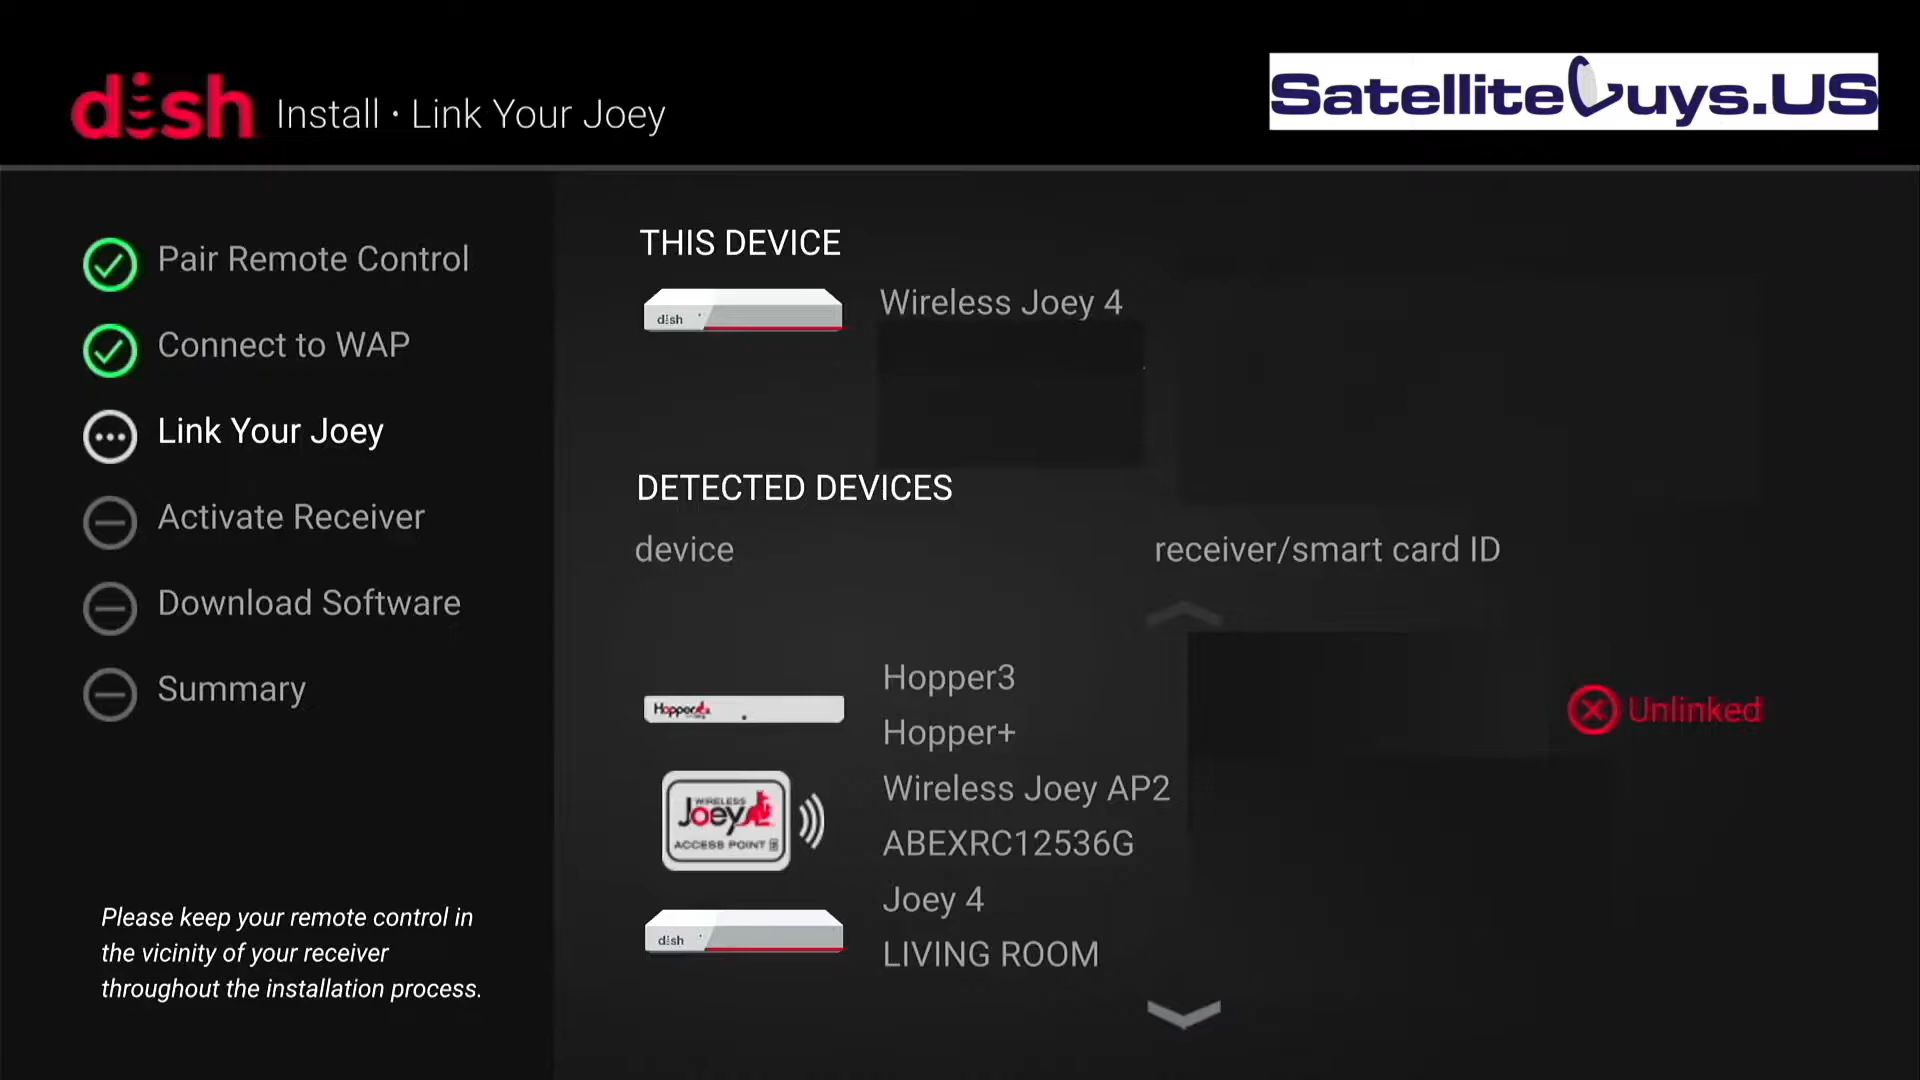 dish Install · Link Your Joey
SatelliteGuys.US
Pair Remote Control
Connect to WAP
Link Your Joey
Activate Receiver
Download Software
Summary
Please keep your remote control in
the vicinity of your receiver
throughout the installation process.
THIS DEVICE
dish
Wireless Joey 4
DETECTED DEVICES
device
receiver/smart card ID
Hopper
Hopper3
Hopper+
Unlinked
WIRELESS
Joey
ACCESS POINT 2
Wireless Joey AP2
ABEXRC12536G
dish
Joey 4
LIVING ROOM